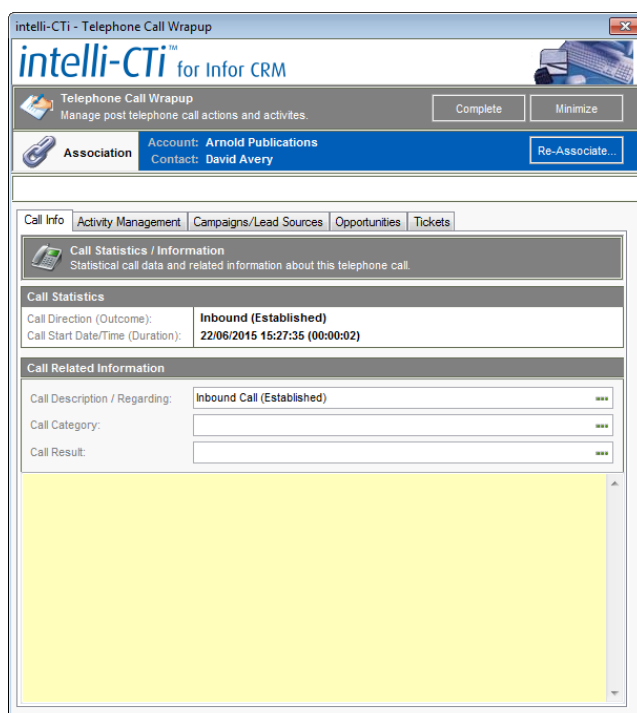 intelli-CTi - Telephone Call Wrapup
intelli-CTi™ for Infor CRM
Telephone Call Wrapup
Manage post telephone call actions and activites.
Complete
Minimize
Association
Account: Arnold Publications
Contact: David Avery
Re-Associate...
Call Info
Activity Management
Campaigns/Lead Sources
Opportunities
Tickets
Call Statistics / Information
Statistical call data and related information about this telephone call.
Call Statistics
Call Direction (Outcome): Inbound (Established)
Call Start Date/Time (Duration): 22/06/2015 15:27:35 (00:00:02)
Call Related Information
Call Description / Regarding: Inbound Call (Established)
Call Category:
Call Result: